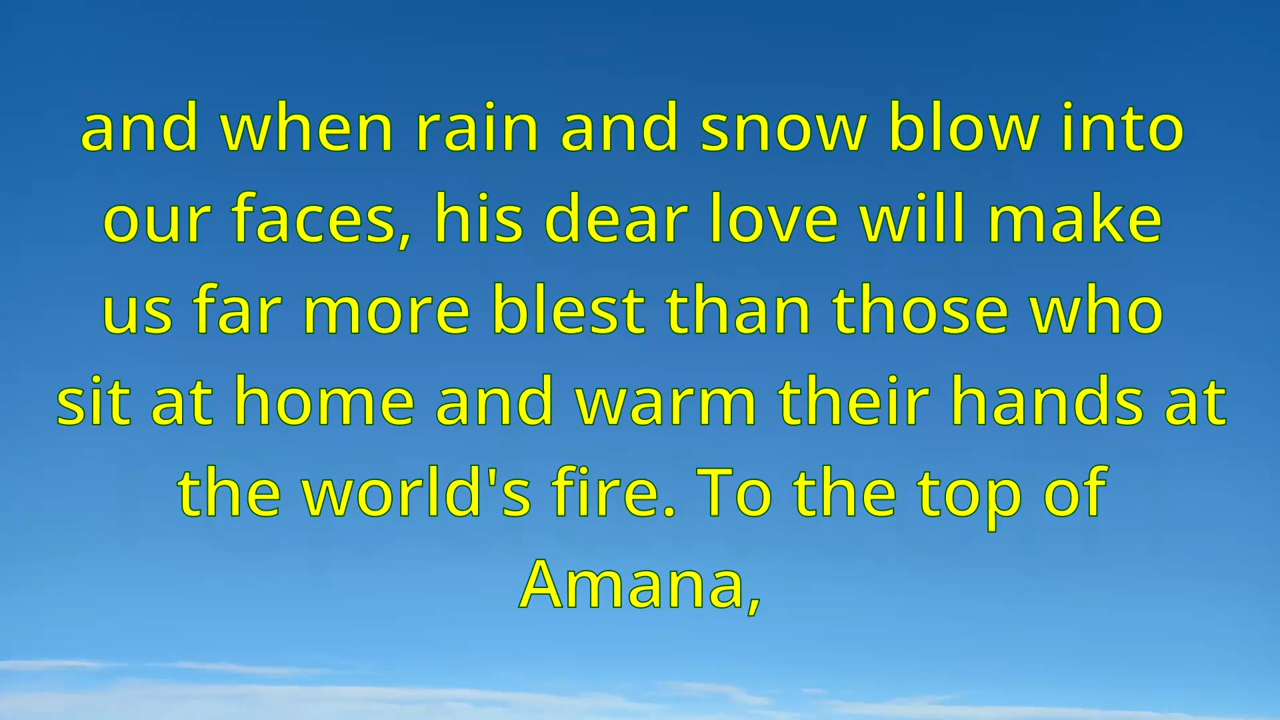 and when rain and snow blow into
our faces, his dear love will make
us far more blest than those who
sit at home and warm their hands at
the world's fire. To the top of
Amana,